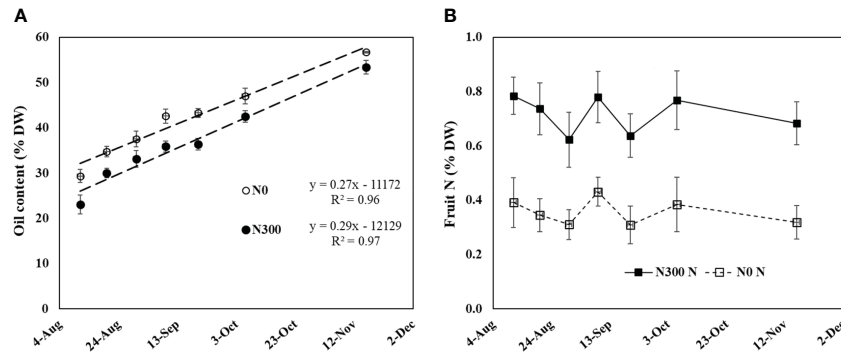 A
Oil content (% DW)
60
50
40
30
20
10
0
N0
y = 0.27x - 11172
R² = 0.96
N300
y = 0.29x - 12129
R² = 0.97
4-Aug
24-Aug
13-Sep
3-Oct
23-Oct
12-Nov
2-Dec
B
Fruit N (% DW)
1.0
0.8
0.6
0.4
0.2
0.0
N300 N
N0 N
4-Aug
24-Aug
13-Sep
3-Oct
23-Oct
12-Nov
2-Dec